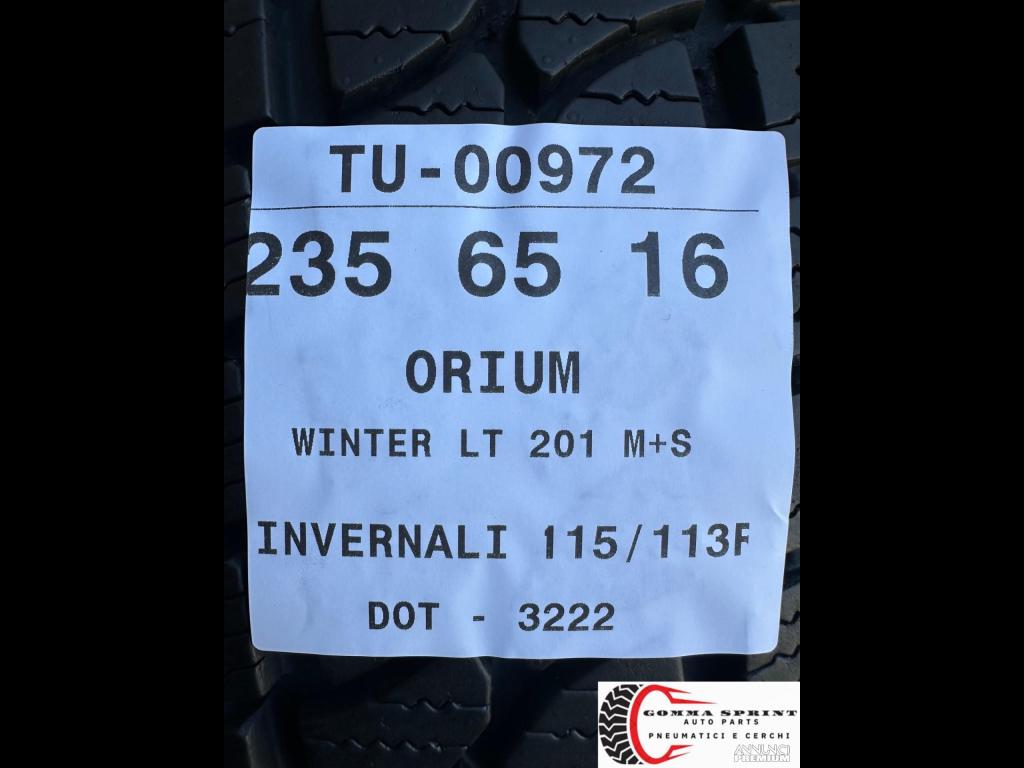 TU-00972
235 65 16
ORIUM
WINTER LT 201 M+S
INVERNALI 115/113R
DOT - 3222
GOMMA SPRINT
AUTO PARTS
PNEUMATICI E CERCHI
ANNUNCI
PREMIUM